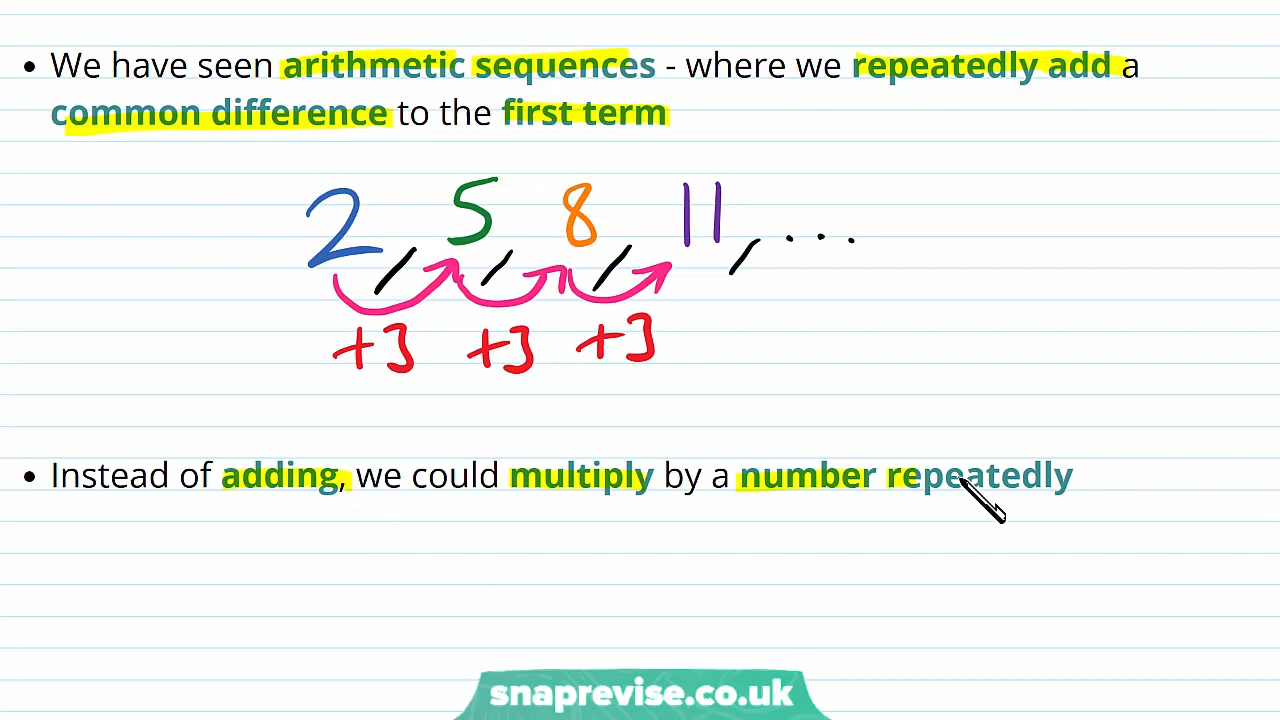 • We have seen arithmetic sequences - where we repeatedly add a
common difference to the first term
2, 5, 8, 11, ...
+3 +3 +3
• Instead of adding, we could multiply by a number repeatedly
snaprevise.co.uk